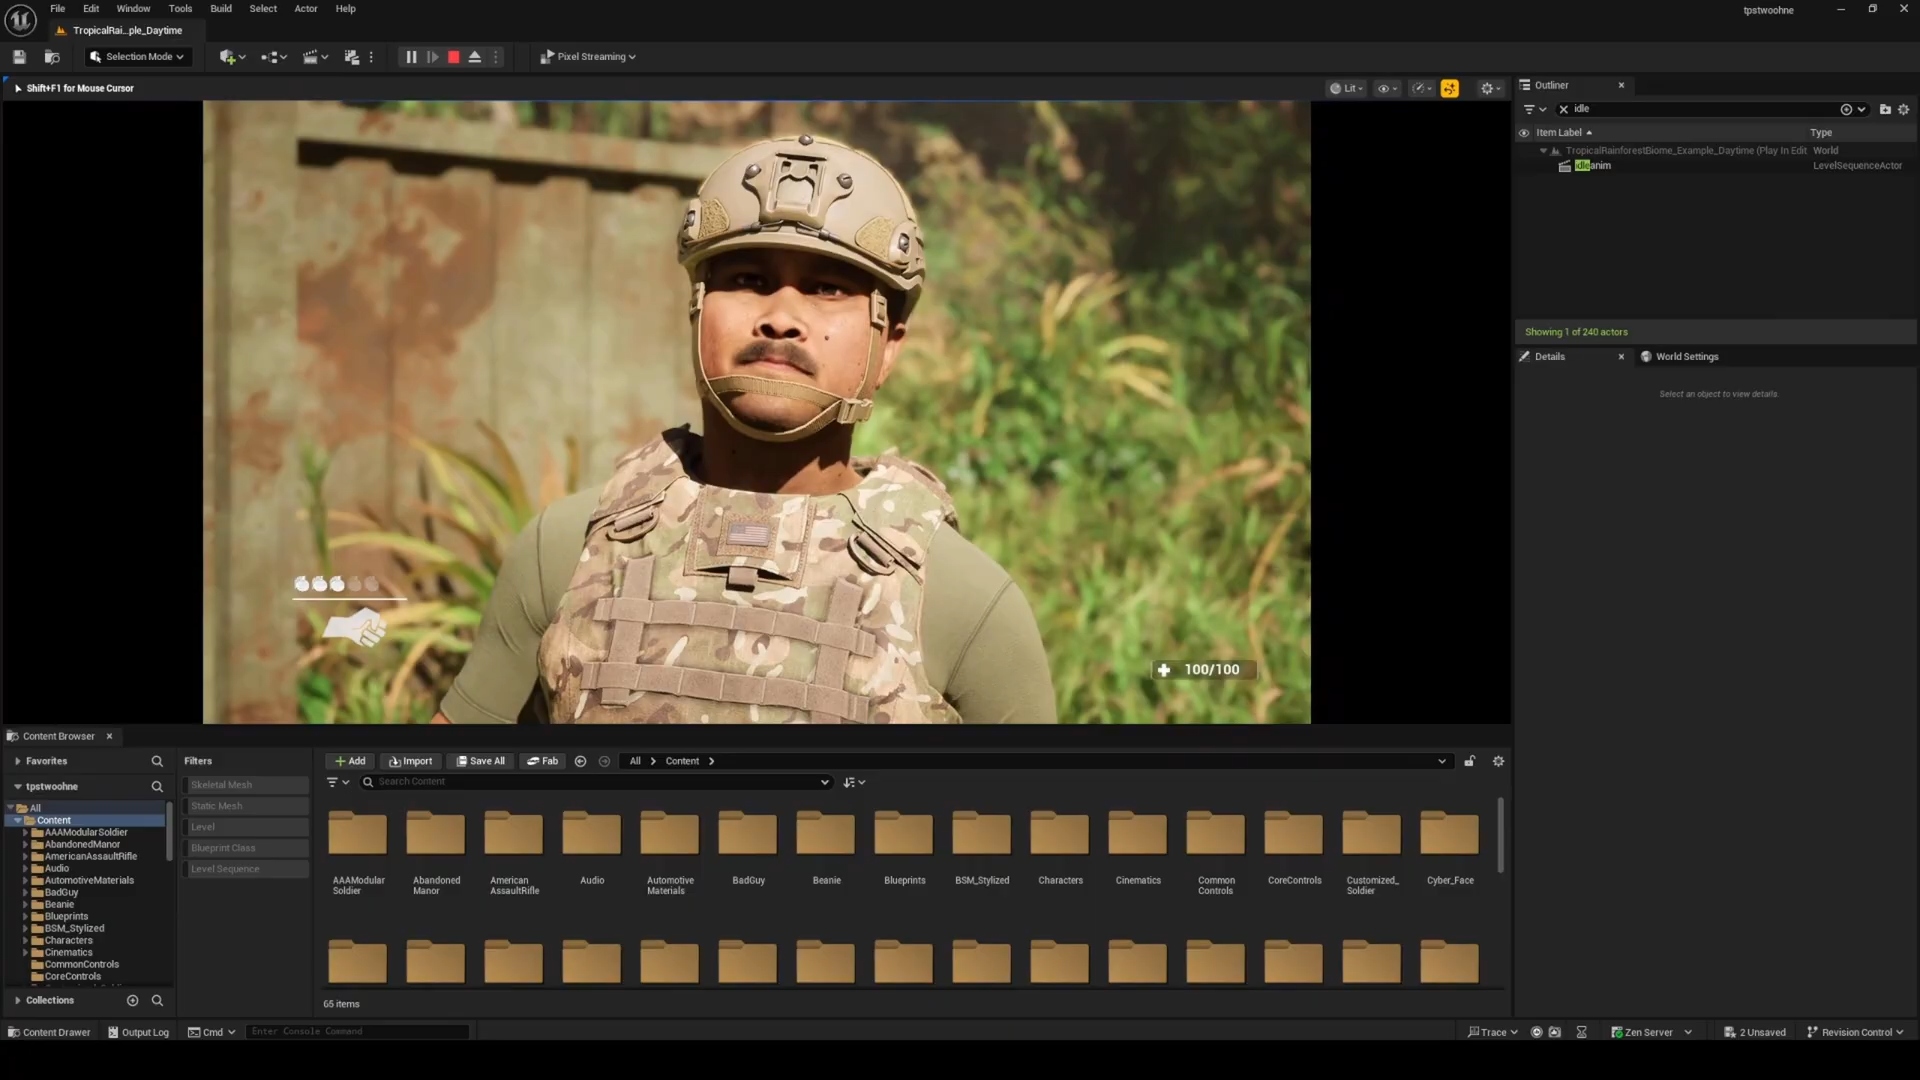 File Edit Window Tools Build Select Actor Help
tpstwoohne
TropicalRai...ple_Daytime
Selection Mode
Pixel Streaming
Shift+F1 for Mouse Cursor
Lit
Outliner
idle
Item Label
Type
TropicalRainforestBiome_Example_Daytime (Play In Edit
World
idleanim
LevelSequenceActor
Showing 1 of 240 actors
Details
World Settings
Select an object to view details.
100/100
Content Browser
Favorites
Filters
Add
Import
Save All
Fab
All
Content
tpstwoohne
Skeletal Mesh
Search Content
Static Mesh
Level
Blueprint Class
Level Sequence
All
Content
AAAModularSoldier
AbandonedManor
AmericanAssaultRifle
Audio
AutomotiveMaterials
BadGuy
Beanie
Blueprints
BSM_Stylized
Characters
Cinematics
CommonControls
CoreControls
AAAModular
Soldier
Abandoned
Manor
American
AssaultRifle
Audio
Automotive
Materials
BadGuy
Beanie
Blueprints
BSM_Stylized
Characters
Cinematics
Common
Controls
CoreControls
Customized_
Soldier
Cyber_Face
Collections
65 items
Content Drawer
Output Log
Cmd
Enter Console Command
Trace
Zen Server
2 Unsaved
Revision Control